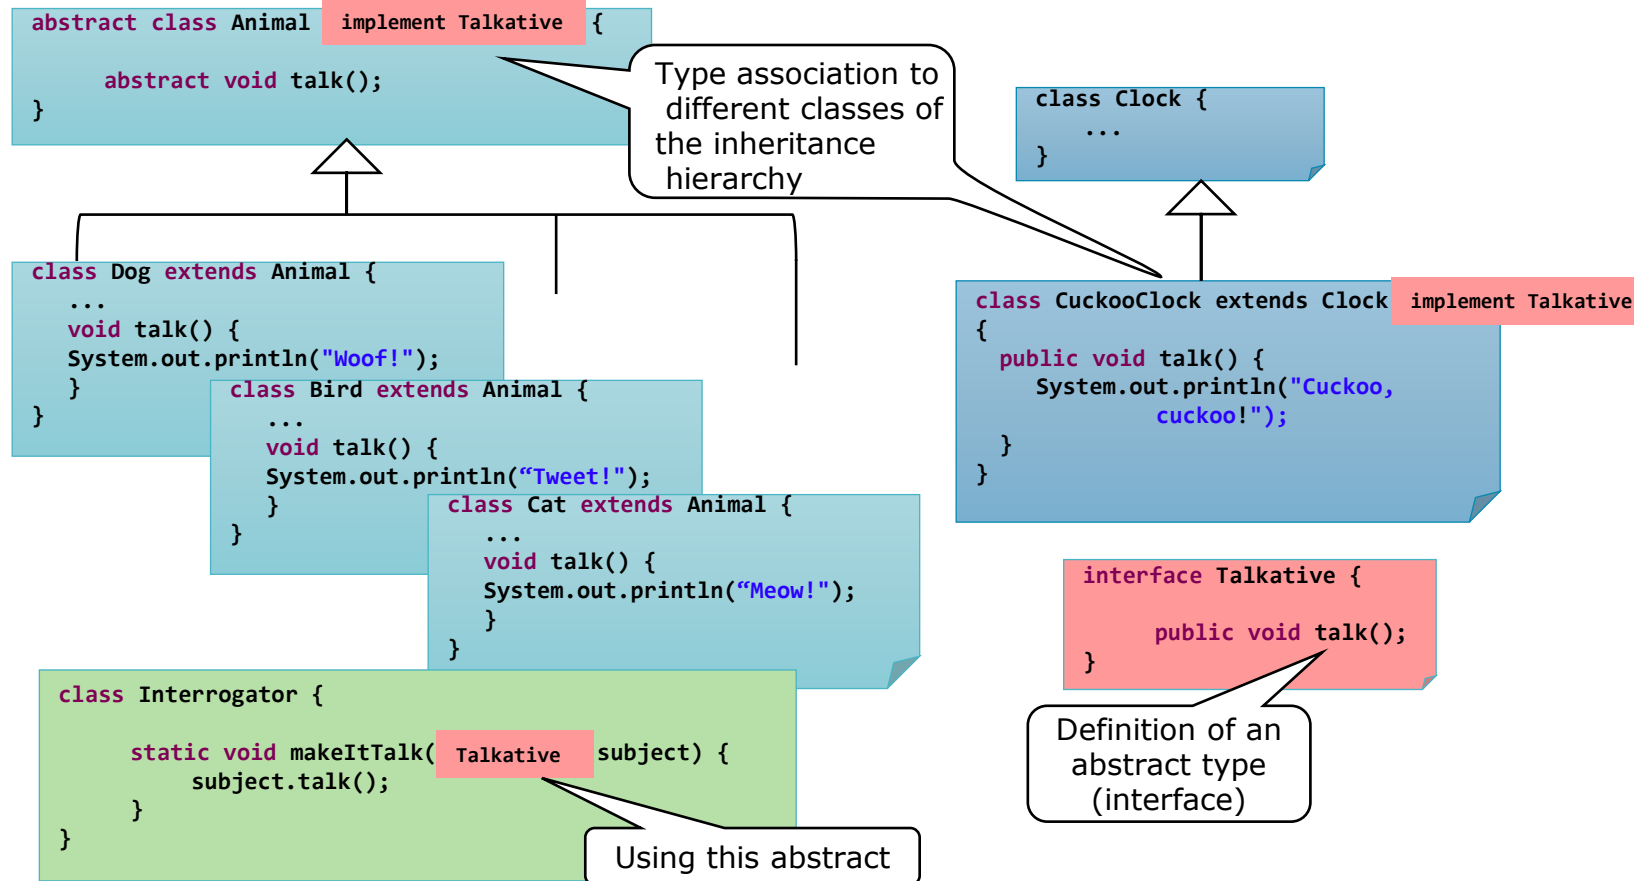 abstract class Animal implement Talkative {
abstract void talk();
}
Type association to
different classes of
the inheritance
hierarchy
class Clock {
...
}
class Dog extends Animal {
...
void talk() {
System.out.println("Woof!");
}
}
class Bird extends Animal {
...
void talk() {
System.out.println(“Tweet!");
}
}
class Cat extends Animal {
...
void talk() {
System.out.println(“Meow!");
}
}
class CuckooClock extends Clock implement Talkative
{
public void talk() {
System.out.println("Cuckoo,
cuckoo!");
}
}
interface Talkative {
public void talk();
}
Definition of an
abstract type
(interface)
class Interrogator {
static void makeItTalk( Talkative subject) {
subject.talk();
}
}
Using this abstract